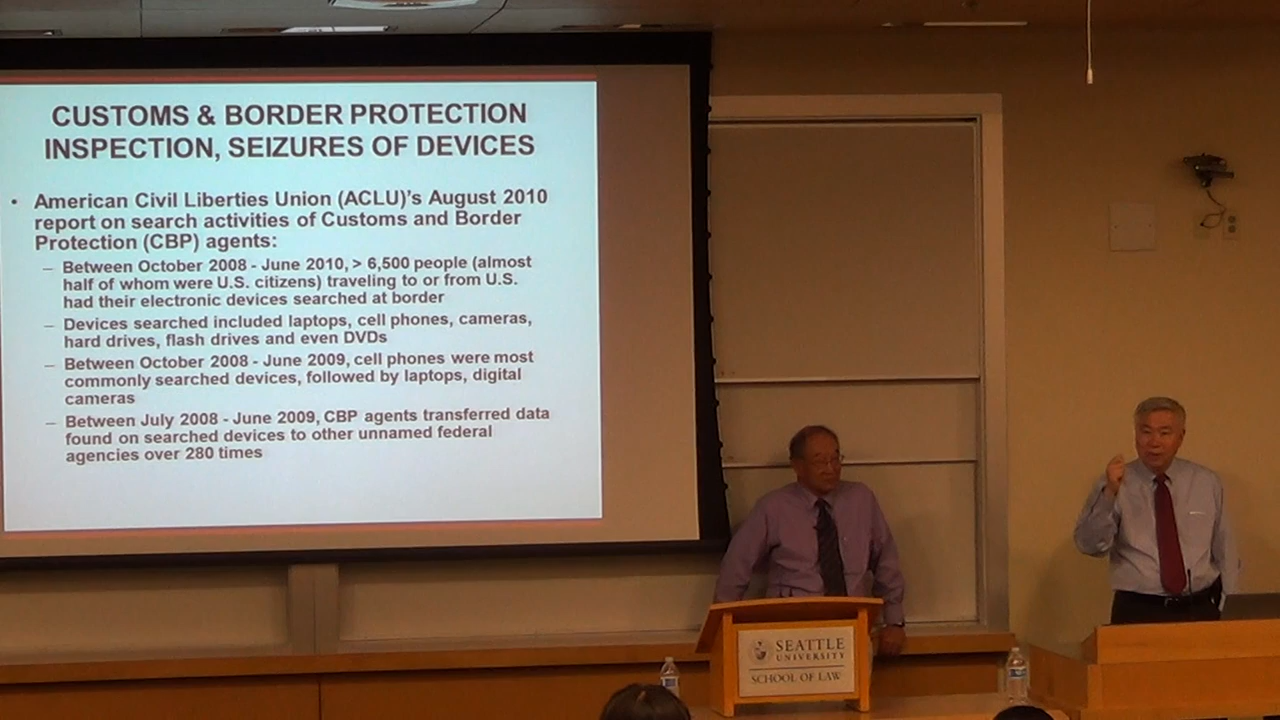 CUSTOMS & BORDER PROTECTION
INSPECTION, SEIZURES OF DEVICES
• American Civil Liberties Union (ACLU)'s August 2010
report on search activities of Customs and Border
Protection (CBP) agents:
– Between October 2008 - June 2010, > 6,500 people (almost
half of whom were U.S. citizens) traveling to or from U.S.
had their electronic devices searched at border
– Devices searched included laptops, cell phones, cameras,
hard drives, flash drives and even DVDs
– Between October 2008 - June 2009, cell phones were most
commonly searched devices, followed by laptops, digital
cameras
– Between July 2008 - June 2009, CBP agents transferred data
found on searched devices to other unnamed federal
agencies over 280 times
SEATTLE
UNIVERSITY
SCHOOL OF LAW